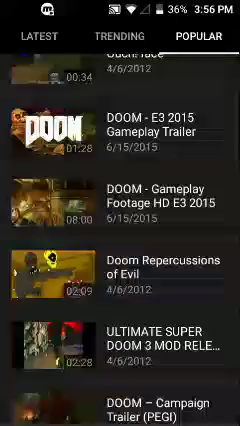 36% 3:56 PM
LATEST TRENDING POPULAR
00:34
4/6/2012
DOOM
01:28
DOOM - E3 2015
Gameplay Trailer
6/15/2015
08:00
DOOM - Gameplay
Footage HD E3 2015
6/15/2015
02:09
Doom Repercussions
of Evil
4/6/2012
02:28
ULTIMATE SUPER
DOOM 3 MOD RELE...
4/6/2012
DOOM – Campaign
Trailer (PEGI)